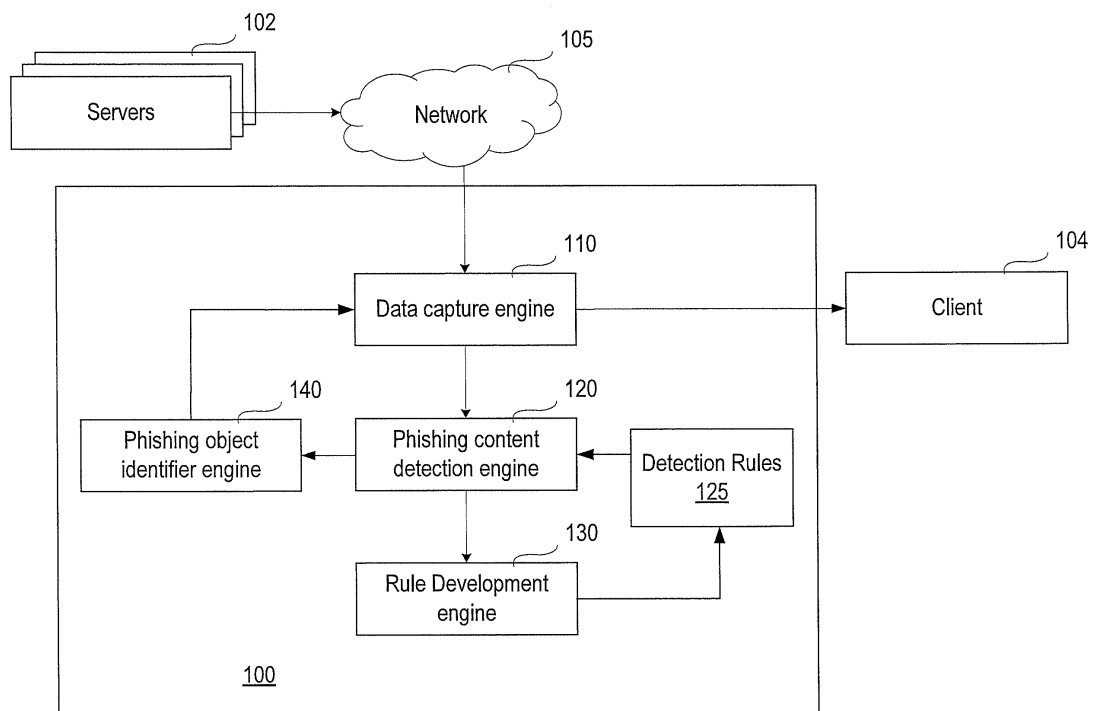 102
Servers
105
Network
110
Data capture engine
104
Client
140
Phishing object
identifier engine
120
Phishing content
detection engine
Detection Rules
125
130
Rule Development
engine
100